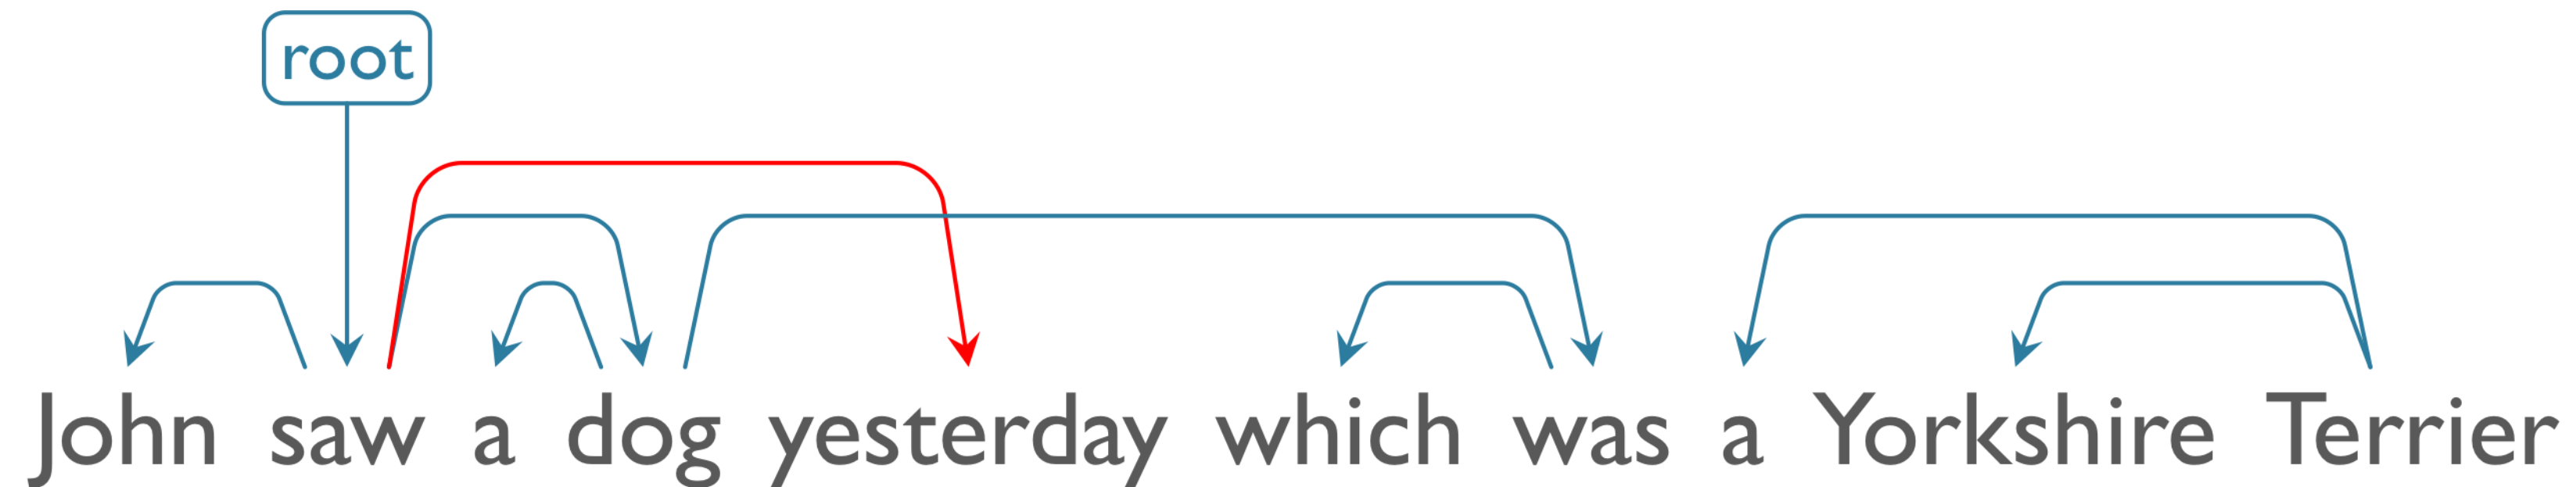 root
John saw a dog yesterday which was a Yorkshire Terrier